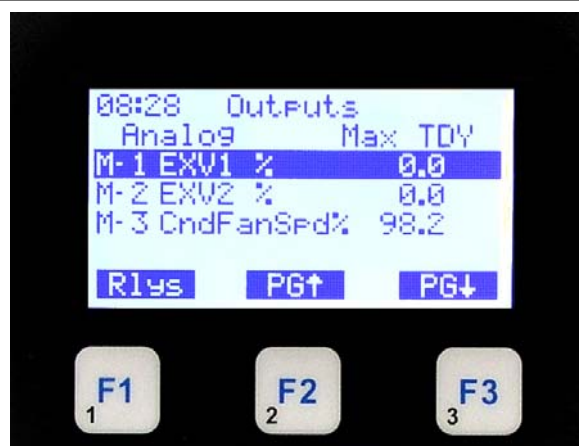 08:28 Outputs
Analog Max TDY
M- 1 EXV1 % 0.0
M- 2 EXV2 % 0.0
M- 3 CndFanSpd% 98.2
Rlys PG↑ PG↓
F1 F2 F3
1 2 3